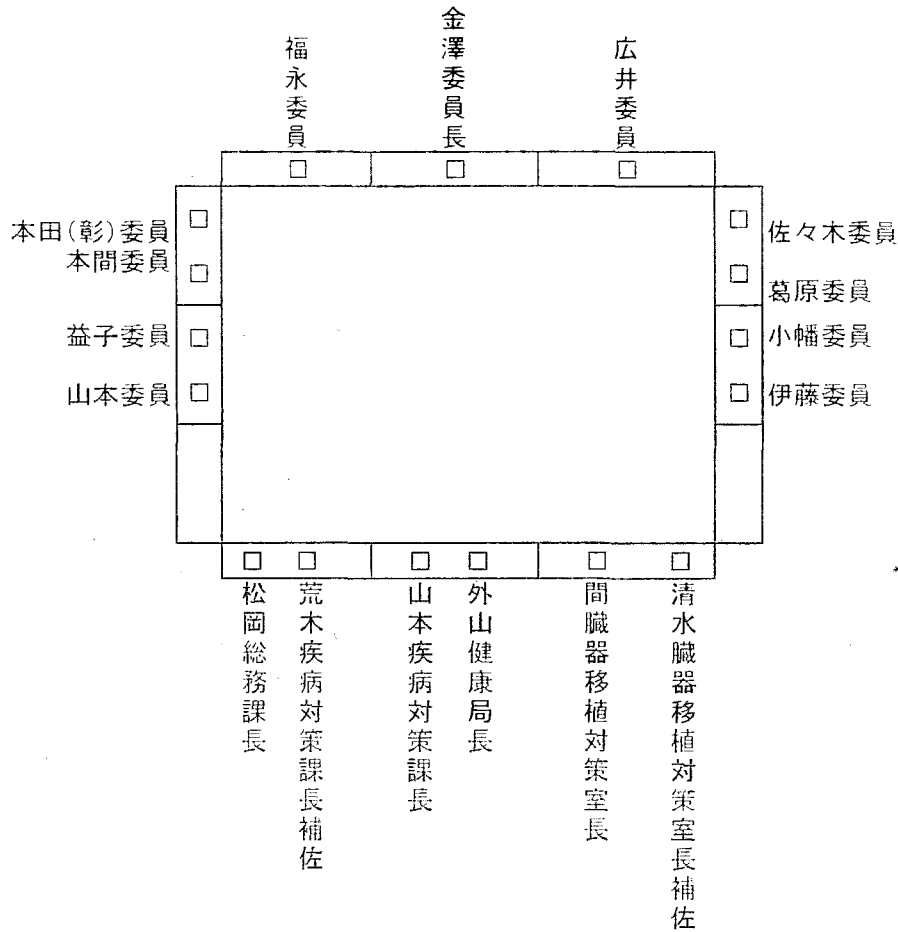 福永委員
金澤委員長
広井委員
本田(彰)委員
本間委員
益子委員
山本委員
佐々木委員
葛原委員
小幡委員
伊藤委員
松岡総務課長
荒木疾病対策課長補佐
山本疾病対策課長
外山健康局長
間臓器移植対策室長
清水臓器移植対策室長補佐